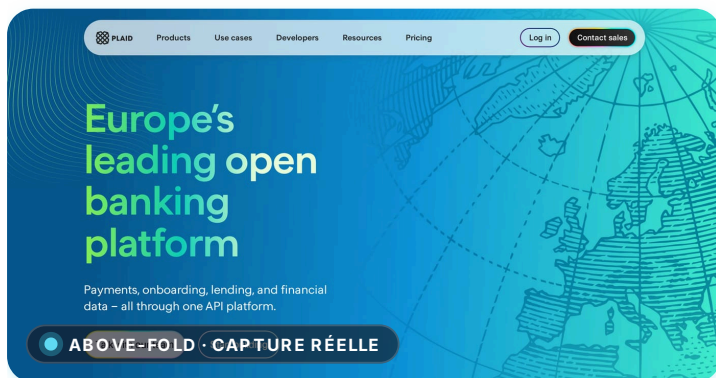 PLAID
Products
Use cases
Developers
Resources
Pricing
Log in
Contact sales
Europe's
leading open
banking
platform
Payments, onboarding, lending, and financial
data – all through one API platform.
ABOVE-FOLD · CAPTURE RÉELLE